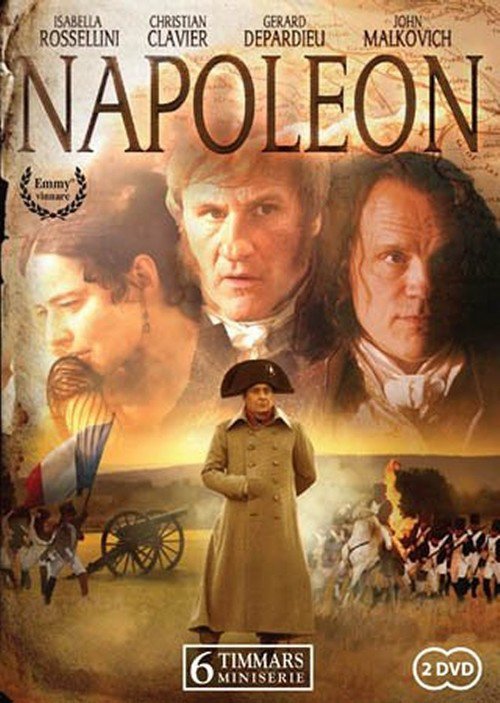 ISABELLA ROSSELLINI
CHRISTIAN CLAVIER
GERARD DEPARDIEU
JOHN MALKOVICH
NAPOLEON
Emmy®
vinnare
6 TIMMARS
MINISERIE
2 DVD